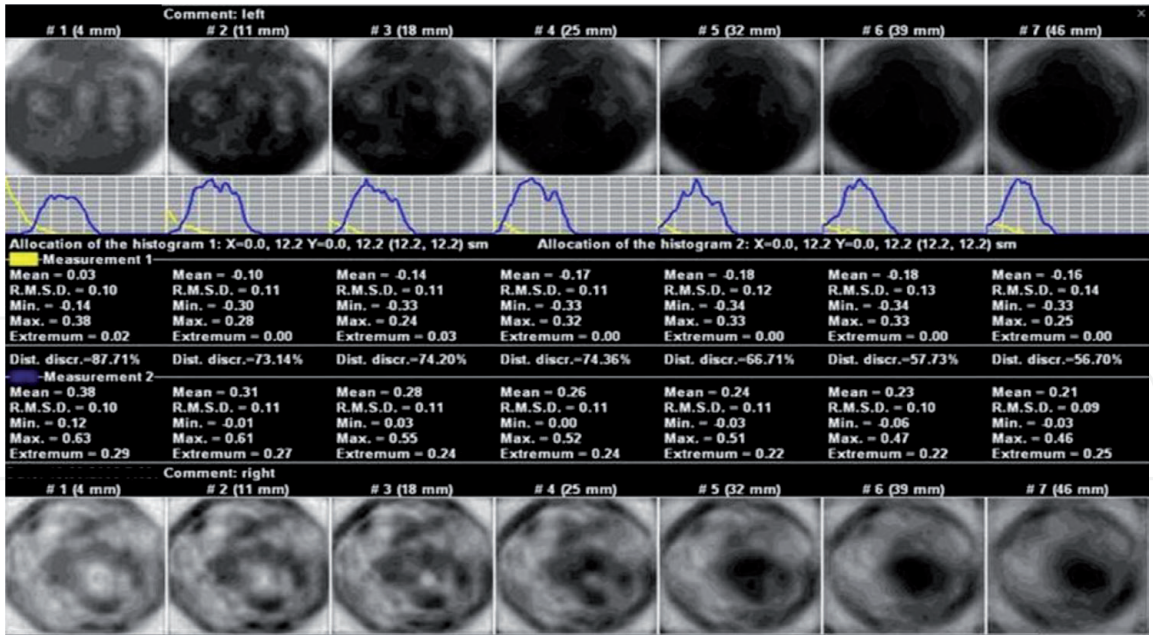 Comment: left
×
# 1 (4 mm) # 2 (11 mm) # 3 (18 mm) # 4 (25 mm) # 5 (32 mm) # 6 (39 mm) # 7 (46 mm)
Allocation of the histogram 1: X=0.0, 12.2 Y=0.0, 12.2 (12.2, 12.2) sm Allocation of the histogram 2: X=0.0, 12.2 Y=0.0, 12.2 (12.2, 12.2) sm
Measurement 1
Mean = 0.03 Mean = -0.10 Mean = -0.14 Mean = -0.17 Mean = -0.18 Mean = -0.18 Mean = -0.16
R.M.S.D. = 0.10 R.M.S.D. = 0.11 R.M.S.D. = 0.11 R.M.S.D. = 0.11 R.M.S.D. = 0.12 R.M.S.D. = 0.13 R.M.S.D. = 0.14
Min. = -0.14 Min. = -0.30 Min. = -0.33 Min. = -0.33 Min. = -0.34 Min. = -0.34 Min. = -0.33
Max. = 0.38 Max. = 0.28 Max. = 0.24 Max. = 0.32 Max. = 0.33 Max. = 0.33 Max. = 0.25
Extremum = 0.02 Extremum = 0.00 Extremum = 0.03 Extremum = 0.00 Extremum = 0.00 Extremum = 0.00 Extremum = 0.00
Dist. discr.=87.71% Dist. discr.=73.14% Dist. discr.=74.20% Dist. discr.=74.36% Dist. discr.=66.71% Dist. discr.=57.73% Dist. discr.=56.70%
Measurement 2
Mean = 0.38 Mean = 0.31 Mean = 0.28 Mean = 0.26 Mean = 0.24 Mean = 0.23 Mean = 0.21
R.M.S.D. = 0.10 R.M.S.D. = 0.11 R.M.S.D. = 0.11 R.M.S.D. = 0.11 R.M.S.D. = 0.11 R.M.S.D. = 0.10 R.M.S.D. = 0.09
Min. = 0.12 Min. = -0.01 Min. = 0.03 Min. = 0.00 Min. = -0.03 Min. = -0.06 Min. = -0.03
Max. = 0.63 Max. = 0.61 Max. = 0.55 Max. = 0.52 Max. = 0.51 Max. = 0.47 Max. = 0.46
Extremum = 0.29 Extremum = 0.27 Extremum = 0.24 Extremum = 0.24 Extremum = 0.22 Extremum = 0.22 Extremum = 0.25
Comment: right
# 1 (4 mm) # 2 (11 mm) # 3 (18 mm) # 4 (25 mm) # 5 (32 mm) # 6 (39 mm) # 7 (46 mm)